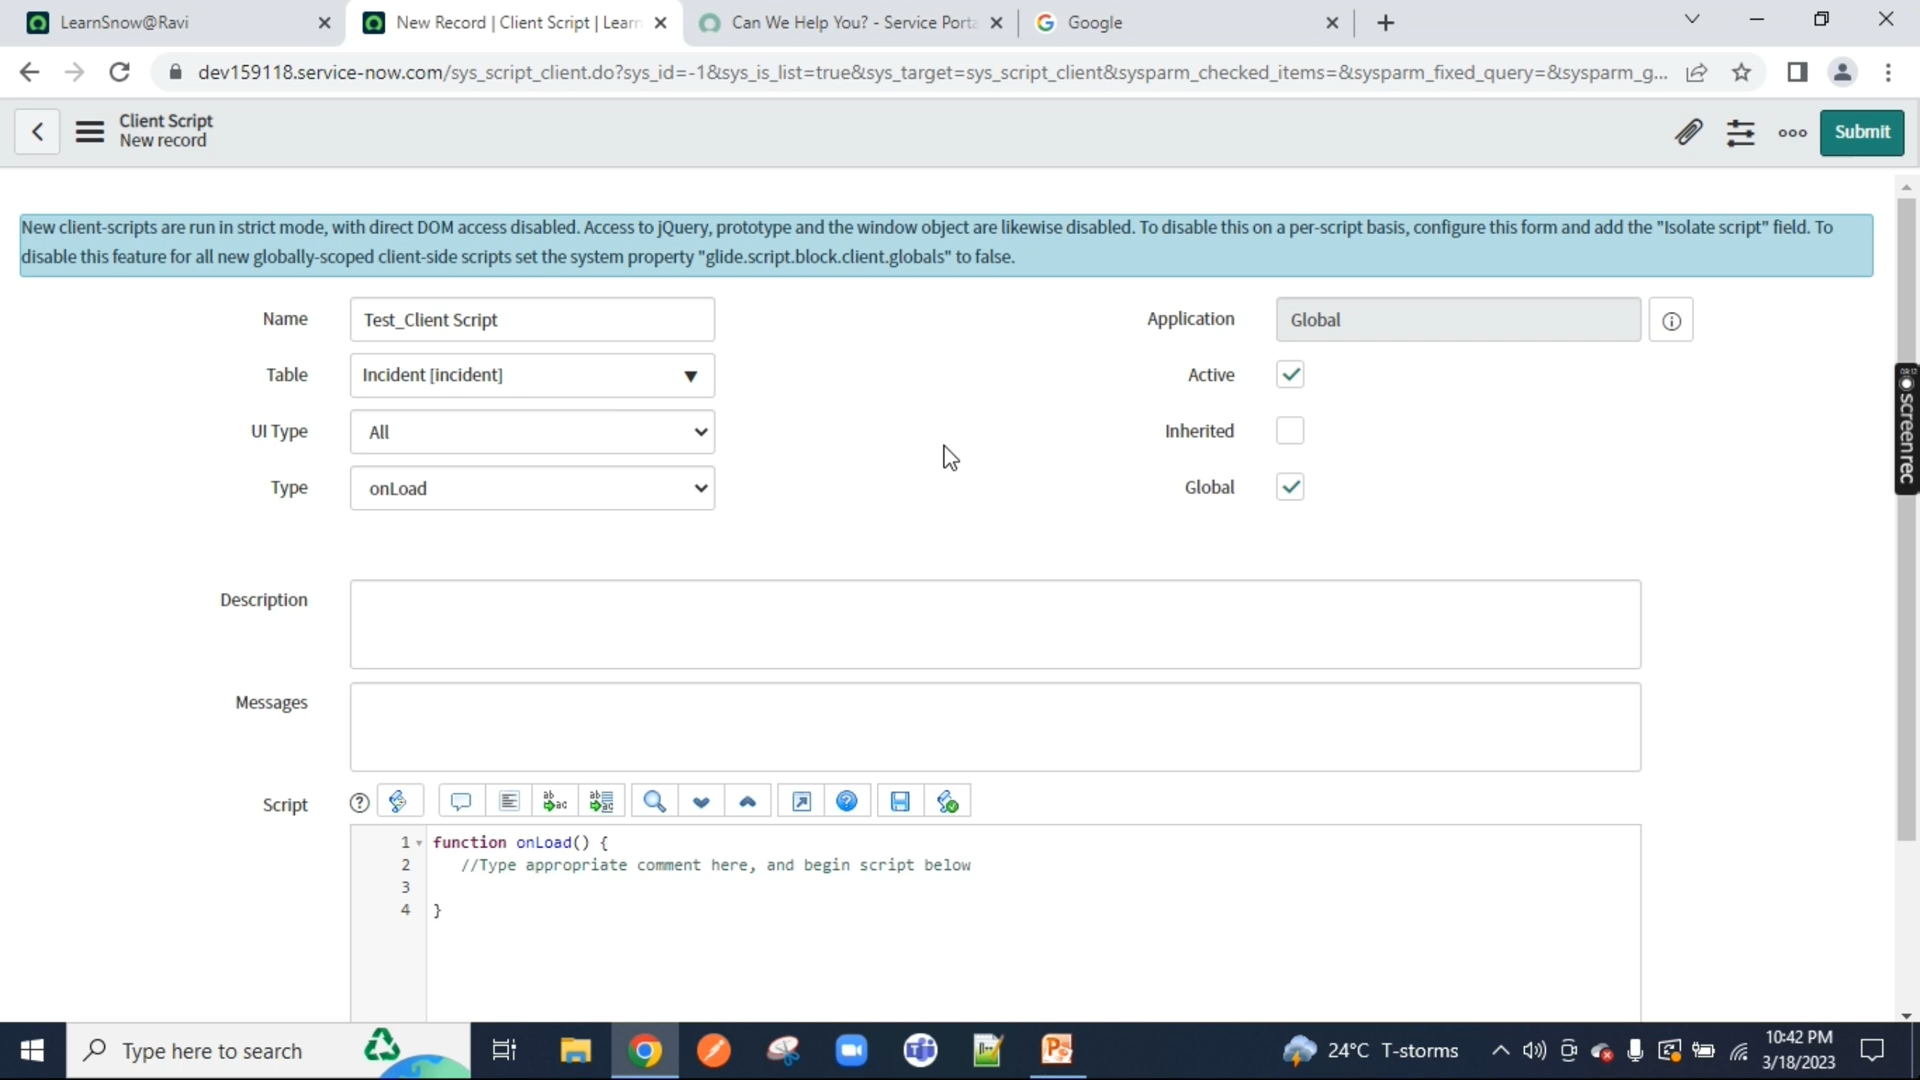 LearnSnow@Ravi
New Record | Client Script | Learn
Can We Help You? - Service Porta
Google
dev159118.service-now.com/sys_script_client.do?sys_id=-1&sys_is_list=true&sys_target=sys_script_client&sysparm_checked_items=&sysparm_fixed_query=&sysparm_g...
Client Script
New record
Submit
New client-scripts are run in strict mode, with direct DOM access disabled. Access to jQuery, prototype and the window object are likewise disabled. To disable this on a per-script basis, configure this form and add the "Isolate script" field. To
disable this feature for all new globally-scoped client-side scripts set the system property "glide.script.block.client.globals" to false.
Name
Test_Client Script
Application
Global
Table
Incident [incident]
Active
UI Type
All
Inherited
Type
onLoad
Global
screenrec
Description
Messages
Script
1 function onLoad() {
2 //Type appropriate comment here, and begin script below
3
4 }
Type here to search
24°C T-storms
10:42 PM
3/18/2023